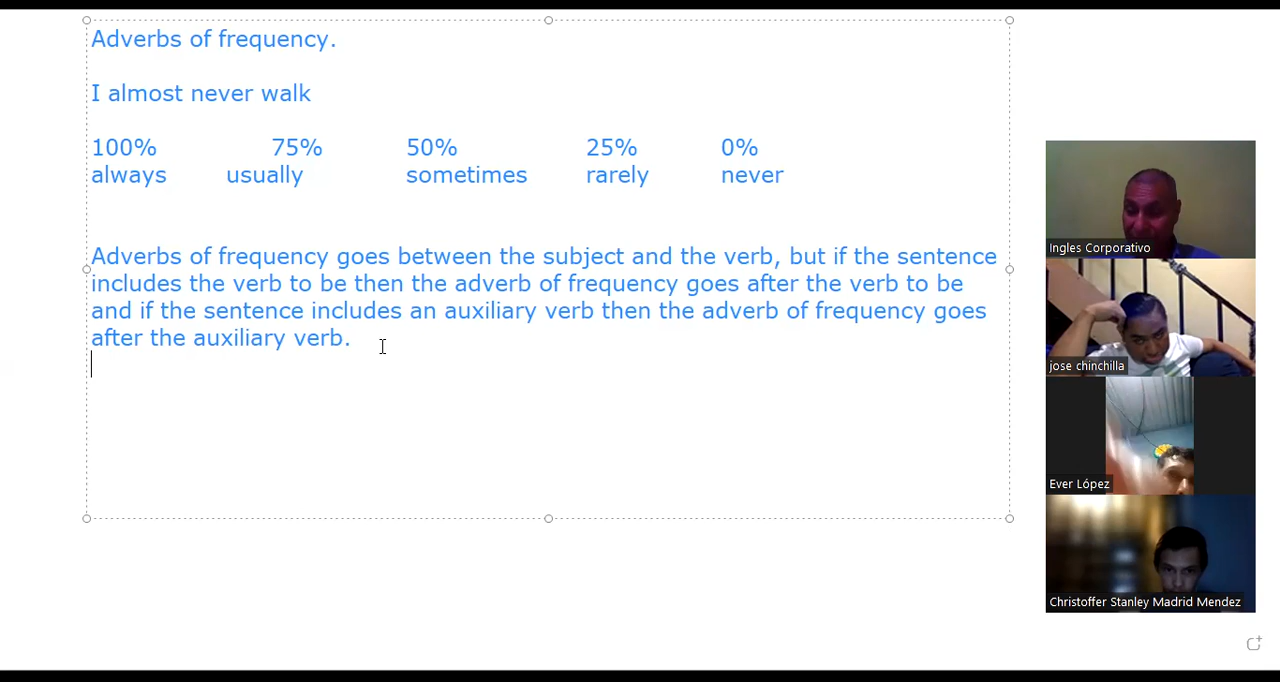 Adverbs of frequency.
I almost never walk
100% 75% 50% 25% 0%
always usually sometimes rarely never
Adverbs of frequency goes between the subject and the verb, but if the sentence
includes the verb to be then the adverb of frequency goes after the verb to be
and if the sentence includes an auxiliary verb then the adverb of frequency goes
after the auxiliary verb.
Ingles Corporativo
jose chinchilla
Ever López
Christoffer Stanley Madrid Mendez